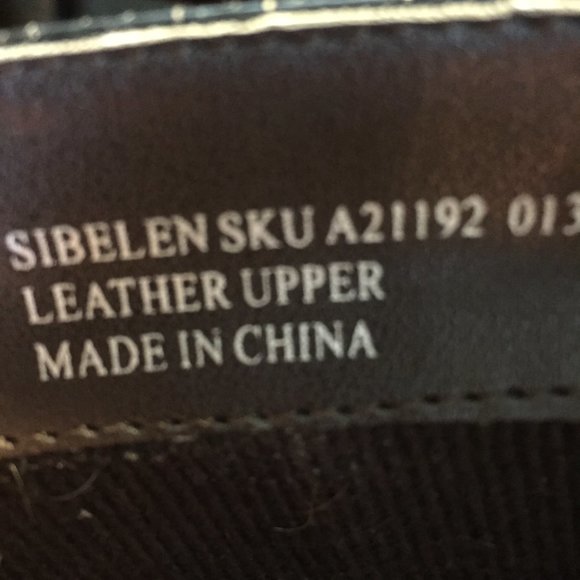 SIBELEN SKU A21192 013
LEATHER UPPER
MADE IN CHINA